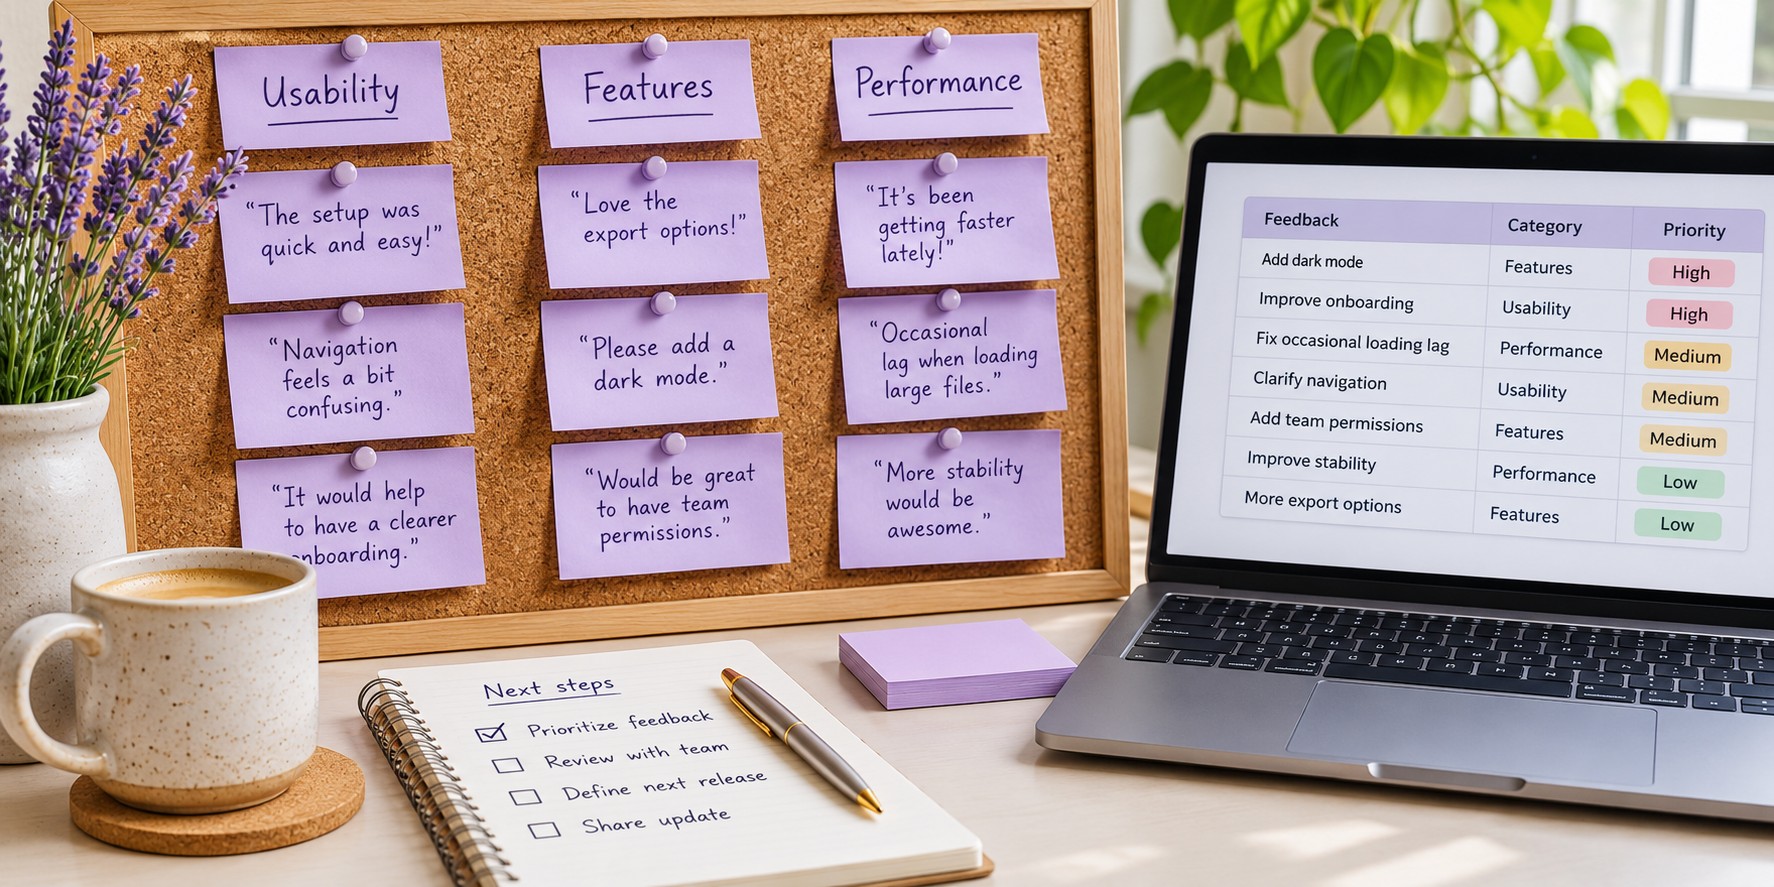 Usability
"The setup was
quick and easy!"
"Navigation
feels a bit
confusing."
"It would help
to have a clearer
onboarding."
Features
"Love the
export options!"
"Please add a
dark mode."
"Would be great
to have team
permissions."
Performance
"It's been
getting faster
lately!"
"Occasional
lag when loading
large files."
"More stability
would be
awesome."
Feedback Category Priority
Add dark mode Features High
Improve onboarding Usability High
Fix occasional loading lag Performance Medium
Clarify navigation Usability Medium
Add team permissions Features Medium
Improve stability Performance Low
More export options Features Low
Next steps
Prioritize feedback
Review with team
Define next release
Share update